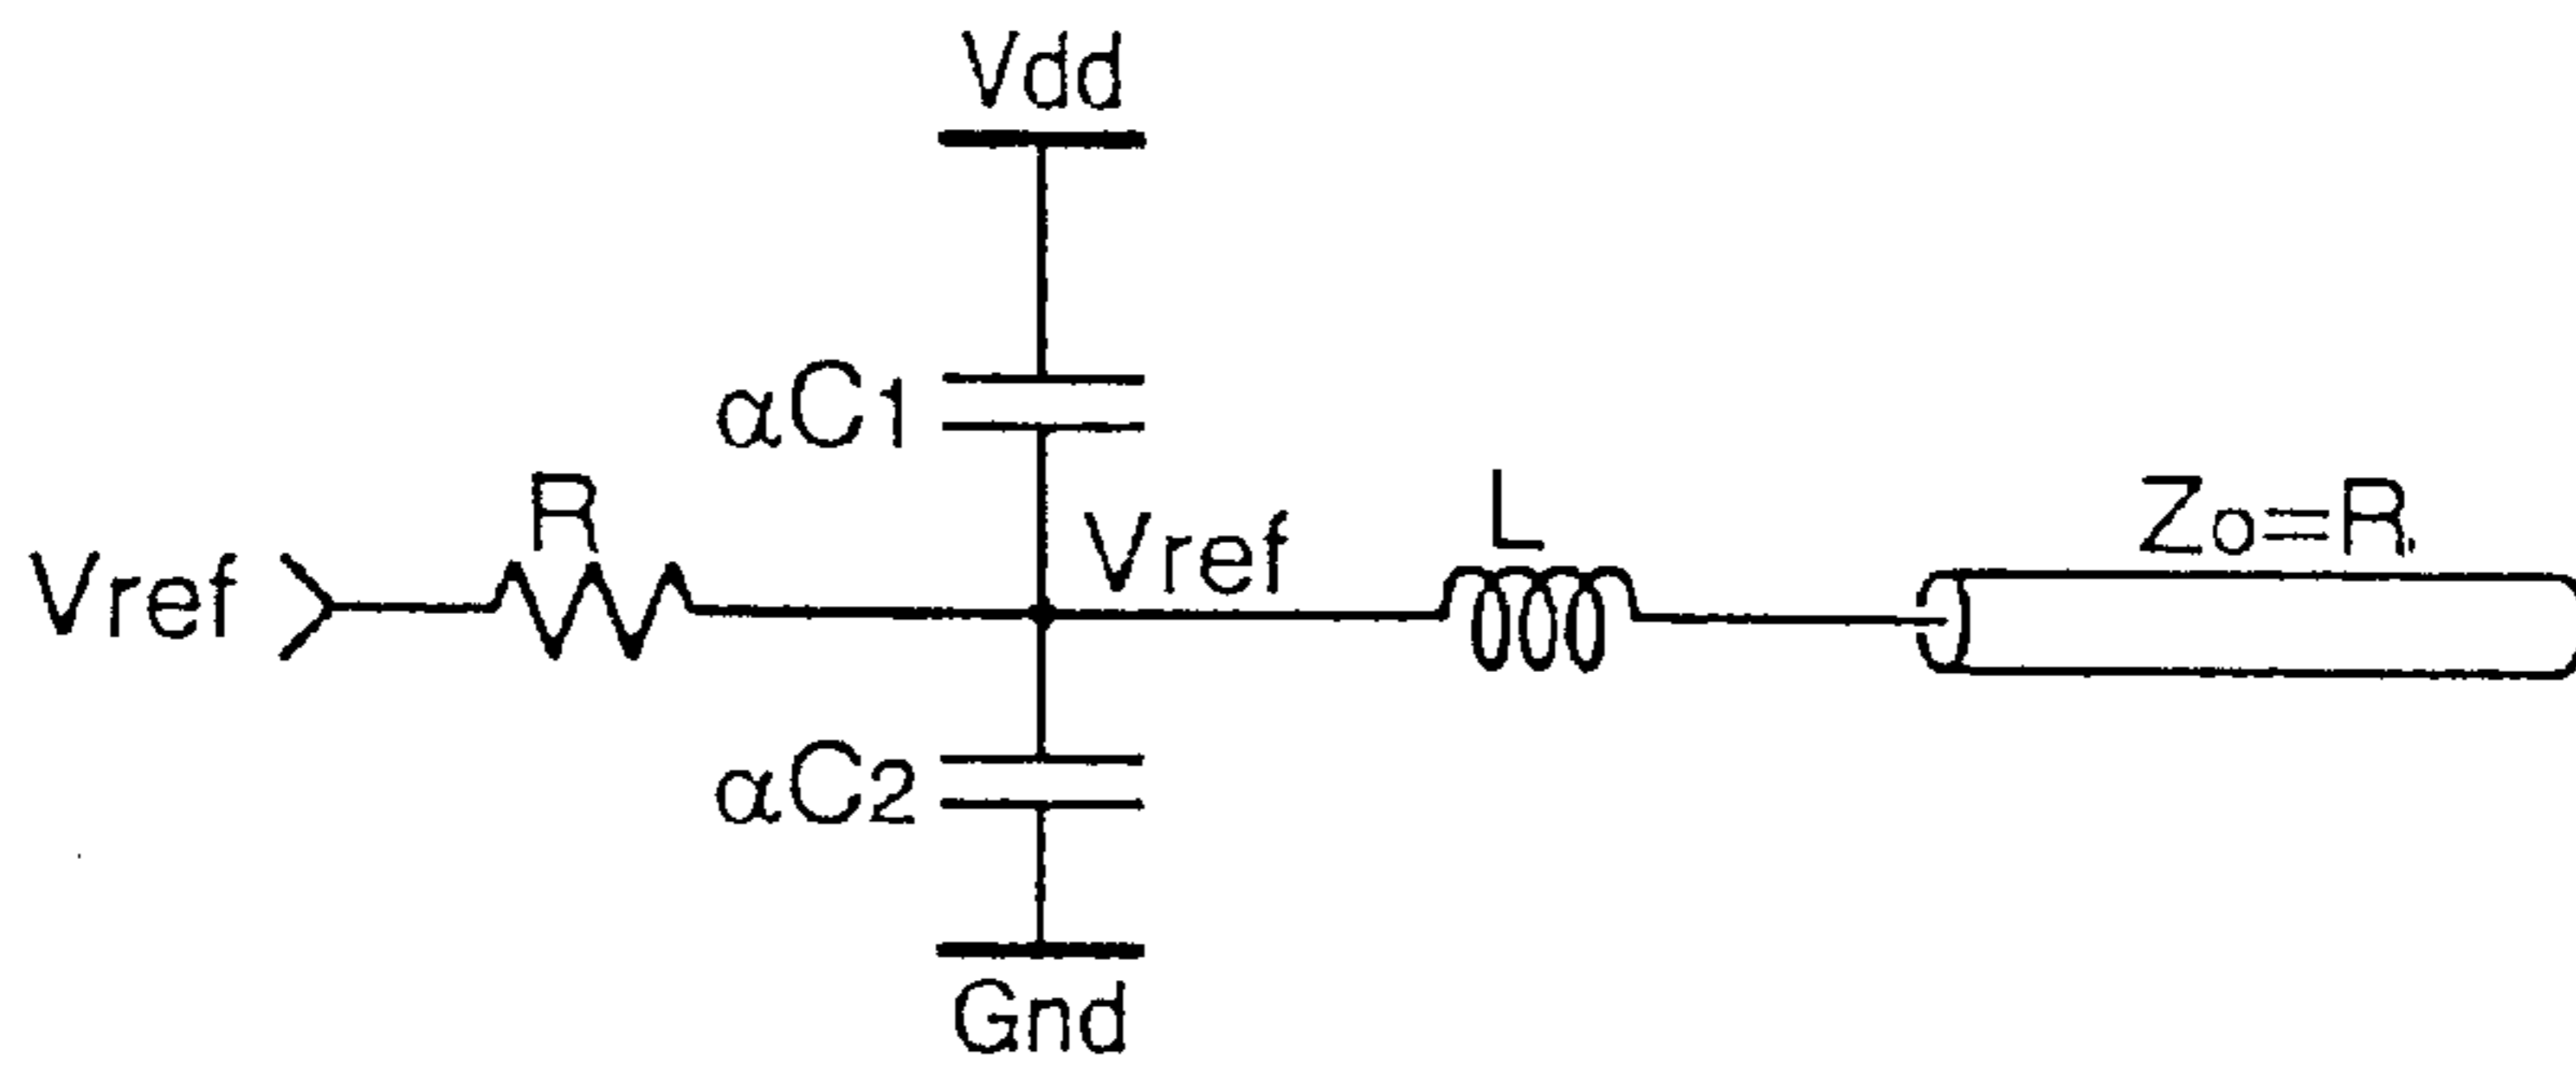 Vdd
αC1
R
Vref
L
Zo=R
Vref
αC2
Gnd